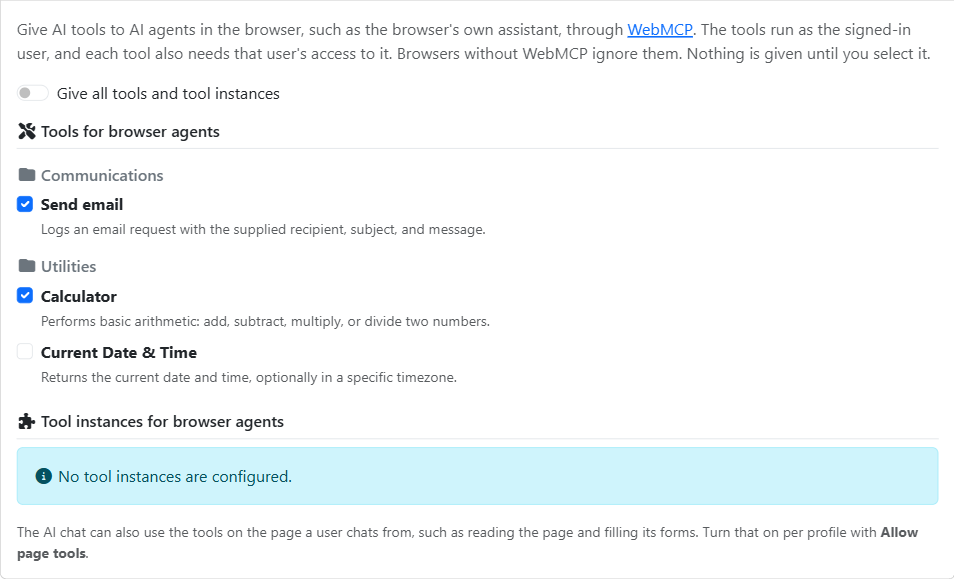 Give AI tools to AI agents in the browser, such as the browser's own assistant, through WebMCP. The tools run as the signed-in
user, and each tool also needs that user's access to it. Browsers without WebMCP ignore them. Nothing is given until you select it.
Give all tools and tool instances
Tools for browser agents
Communications
Send email
Logs an email request with the supplied recipient, subject, and message.
Utilities
Calculator
Performs basic arithmetic: add, subtract, multiply, or divide two numbers.
Current Date & Time
Returns the current date and time, optionally in a specific timezone.
Tool instances for browser agents
No tool instances are configured.
The AI chat can also use the tools on the page a user chats from, such as reading the page and filling its forms. Turn that on per profile with Allow
page tools.